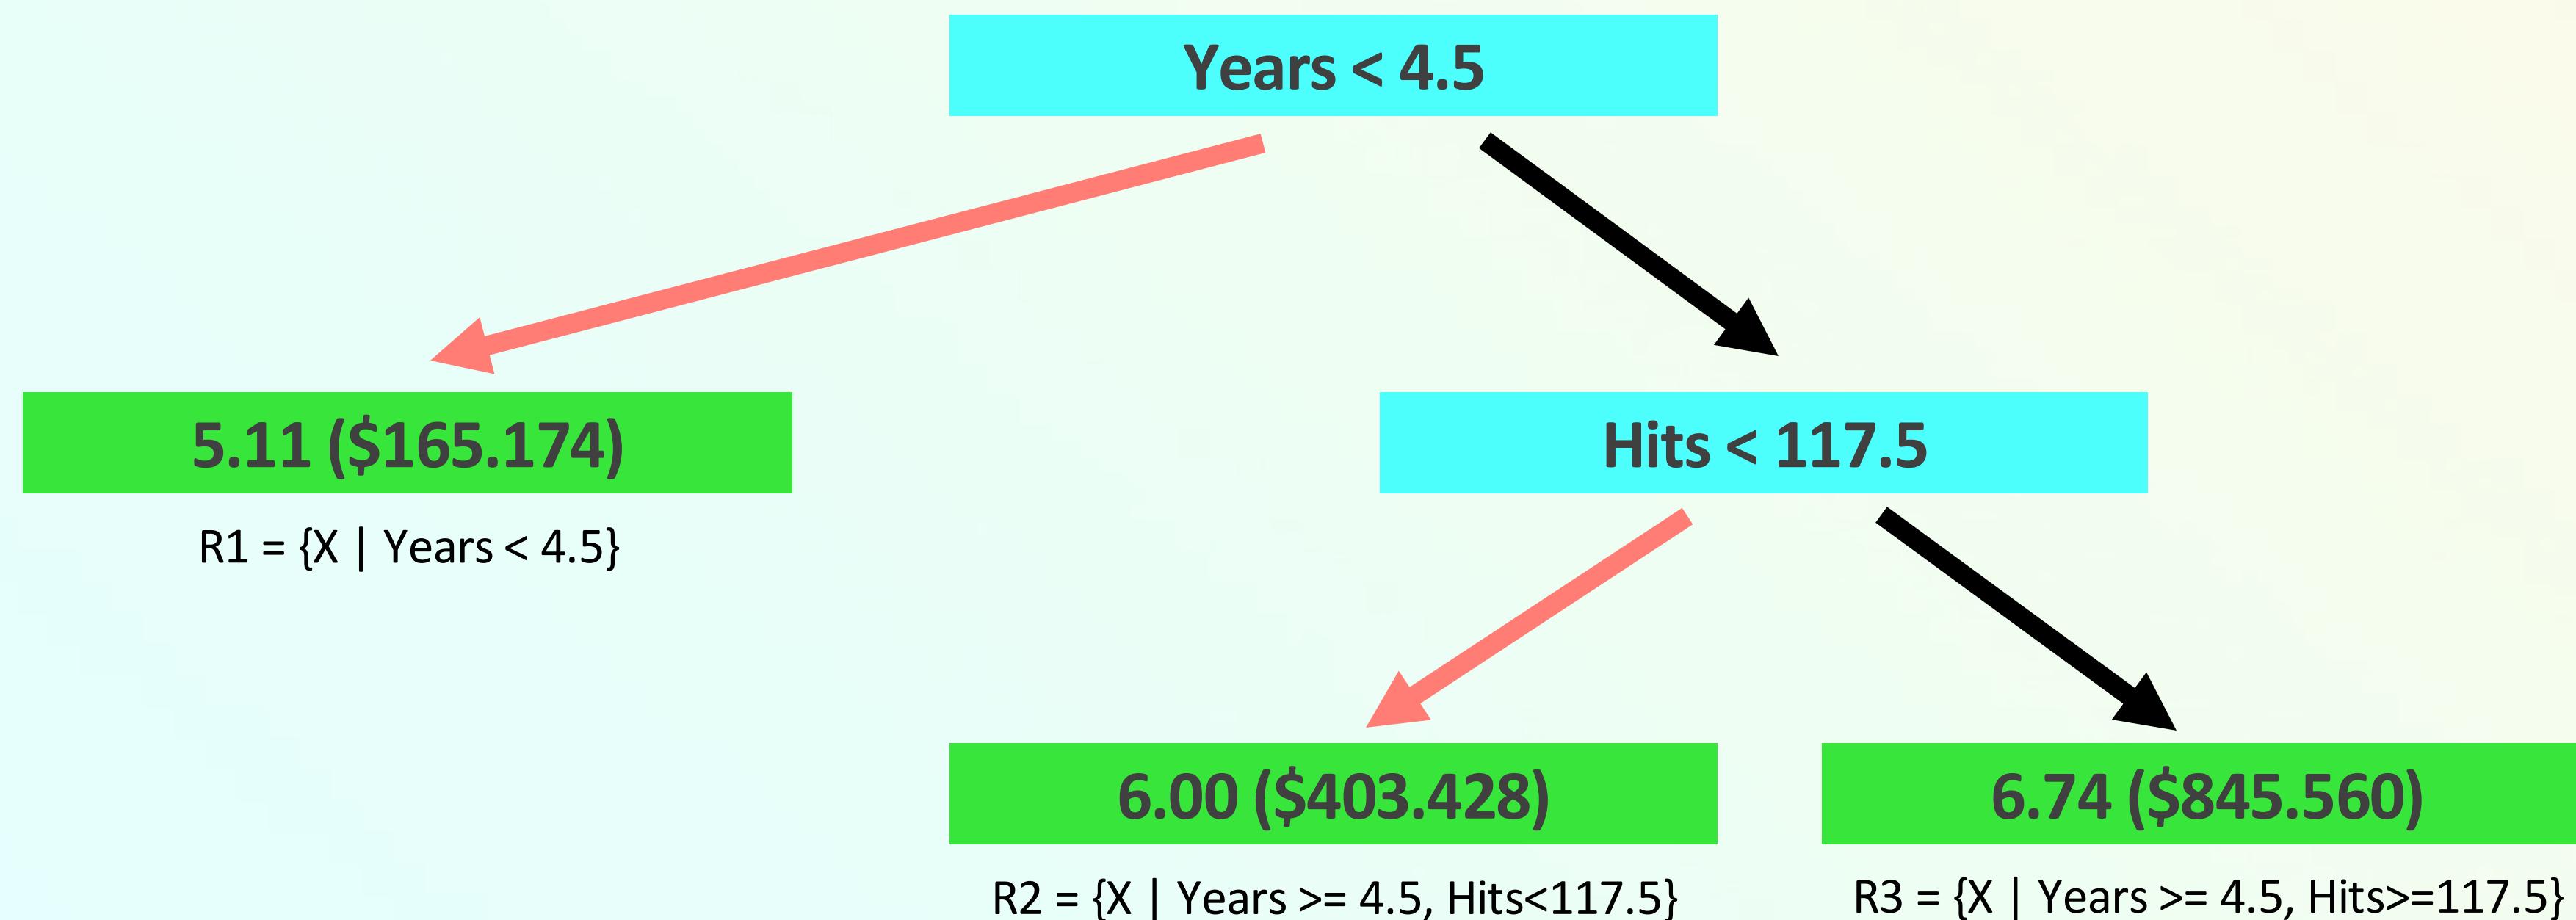 Years < 4.5
5.11 ($165.174)
Hits < 117.5
R1 = {X | Years < 4.5}
6.00 ($403.428)
6.74 ($845.560)
R2 = {X | Years >= 4.5, Hits<117.5}
R3 = {X | Years >= 4.5, Hits>=117.5}